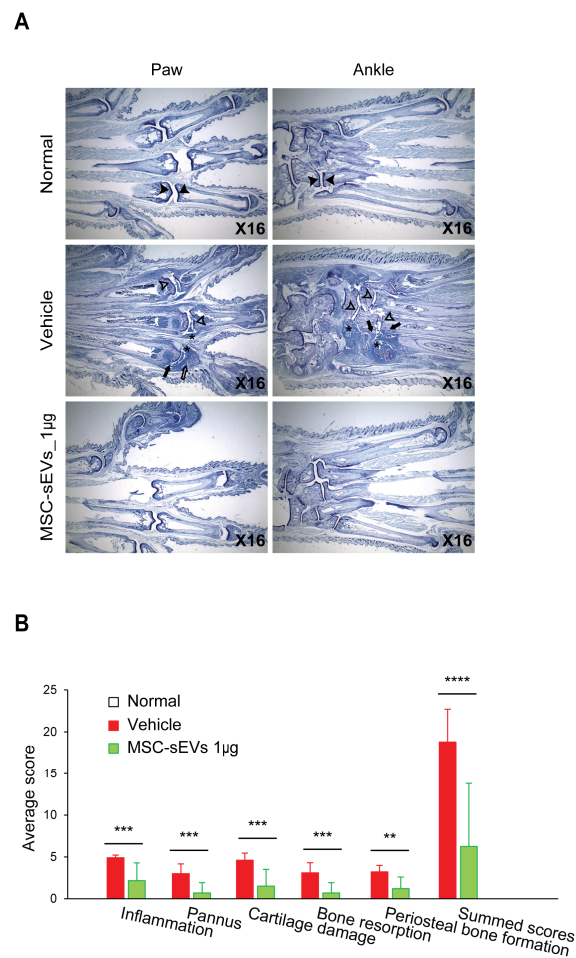 A
Paw
Ankle
Normal
X16
X16
Vehicle
*
*
*
*
X16
X16
MSC-sEVs_1µg
X16
X16
B
Average score
25
20
15
10
5
0
Normal
Vehicle
MSC-sEVs 1µg
***
***
***
***
**
****
Inflammation
Pannus
Cartilage damage
Bone resorption
Periosteal bone formation
Summed scores